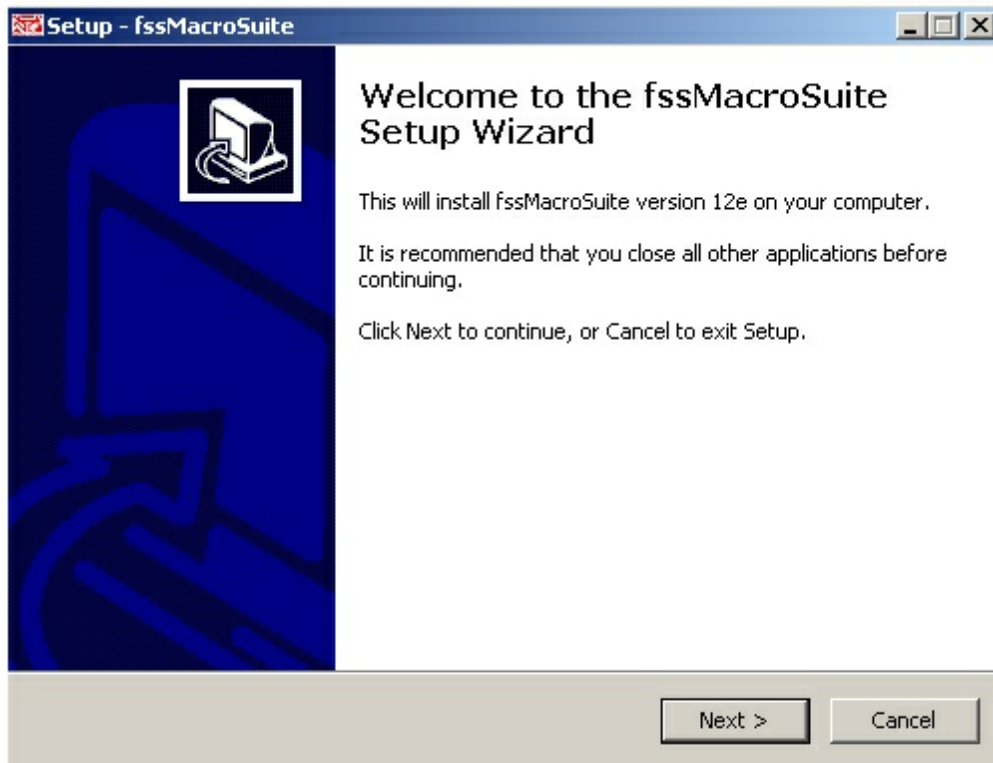 Setup - fssMacroSuite
Welcome to the fssMacroSuite
Setup Wizard
This will install fssMacroSuite version 12e on your computer.
It is recommended that you close all other applications before
continuing.
Click Next to continue, or Cancel to exit Setup.
Next >
Cancel